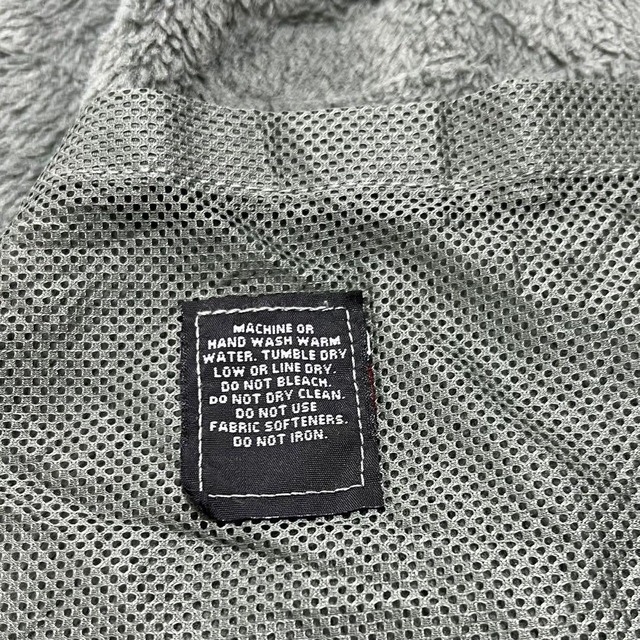 MACHINE OR
HAND WASH WARM
WATER. TUMBLE DRY
LOW OR LINE DRY.
DO NOT BLEACH.
DO NOT DRY CLEAN.
DO NOT USE
FABRIC SOFTENERS.
DO NOT IRON.